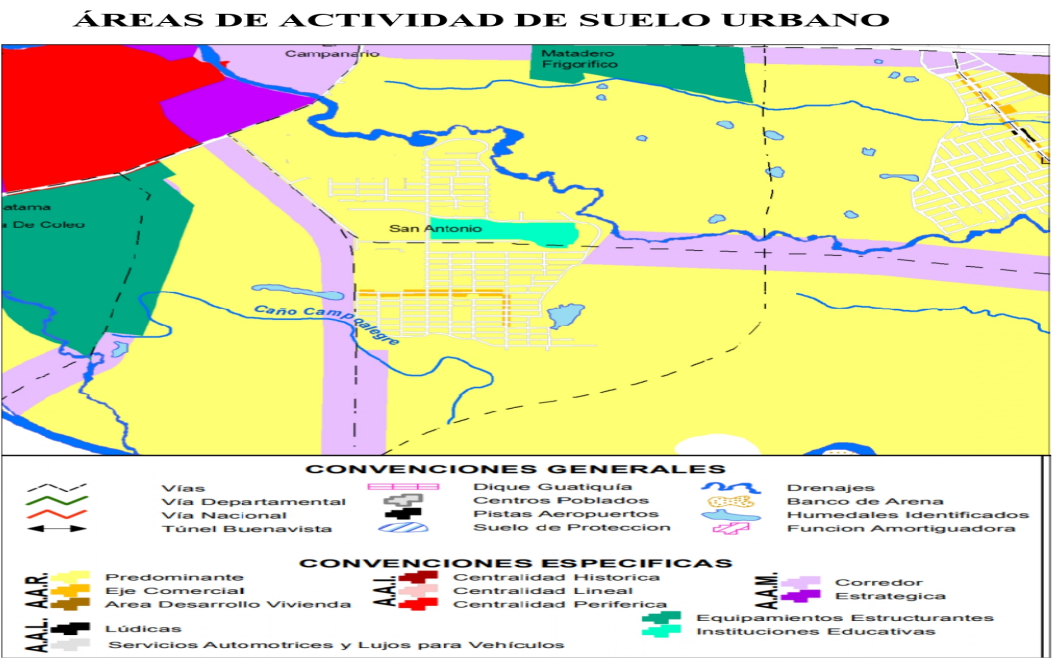 ÁREAS DE ACTIVIDAD DE SUELO URBANO
Campanario
Matadero
Frigorifico
atama
a De Coleo
San Antonio
Caño Campoalegre
CONVENCIONES GENERALES
Vías
Vía Departamental
Vía Nacional
Túnel Buenavista
Dique Guatiquía
Centros Poblados
Pistas Aeropuertos
Suelo de Proteccion
Drenajes
Banco de Arena
Humedales Identificados
Funcion Amortiguadora
CONVENCIONES ESPECIFICAS
A.A.R.
Predominante
Eje Comercial
Area Desarrollo Vivienda
A.A.L.
Lúdicas
Servicios Automotrices y Lujos para Vehículos
A.A.I.
Centralidad Historica
Centralidad Lineal
Centralidad Periferica
A.A.M.
Corredor
Estrategica
Equipamientos Estructurantes
Instituciones Educativas